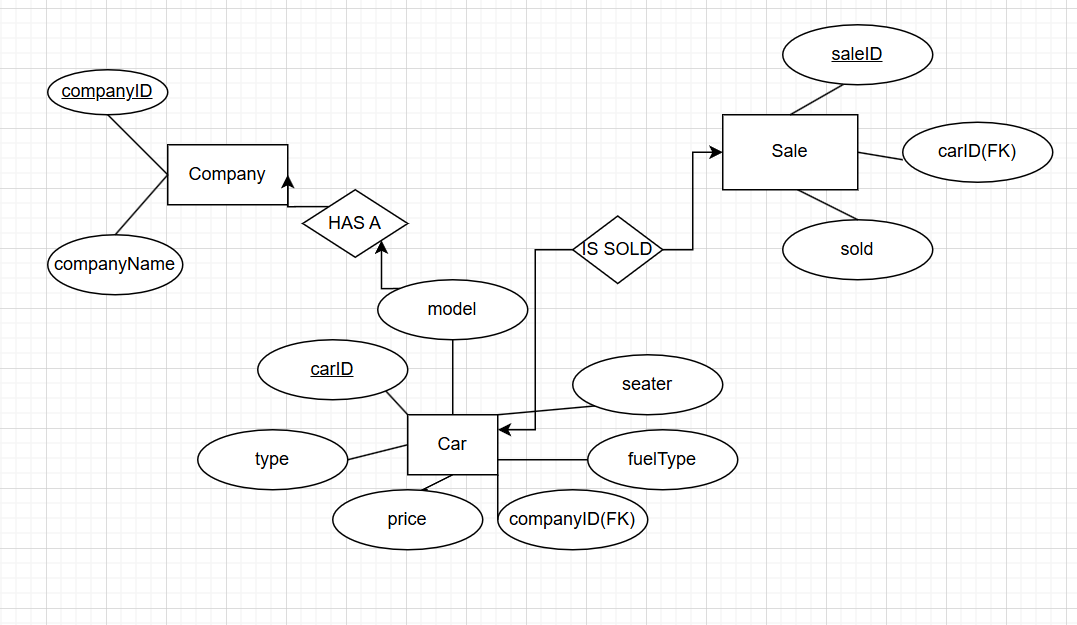 saleID
companyID
carID(FK)
Sale
Company
HAS A
IS SOLD
sold
companyName
model
carID
seater
Car
type
fuelType
price
companyID(FK)